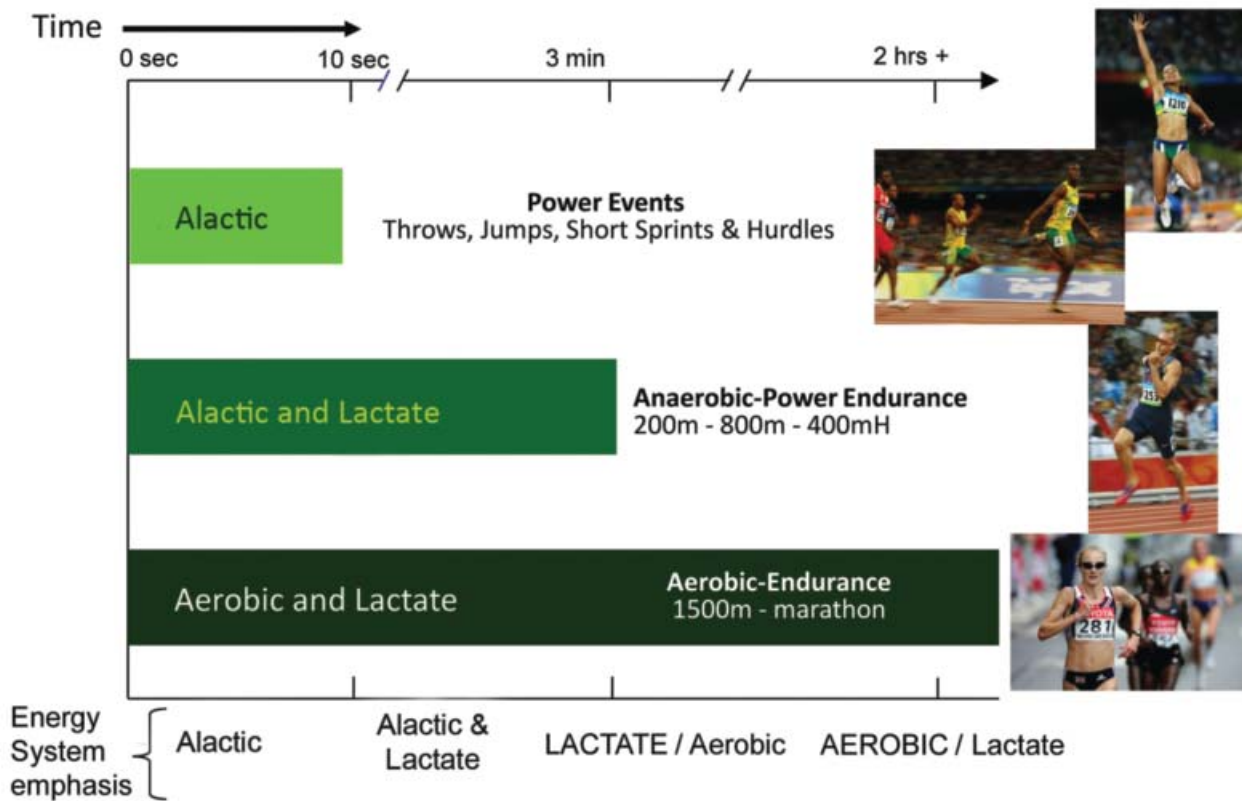 Time
0 sec
10 sec
3 min
2 hrs +
Alactic
Power Events
Throws, Jumps, Short Sprints & Hurdles
Alactic and Lactate
Anaerobic-Power Endurance
200m - 800m - 400mH
Aerobic and Lactate
Aerobic-Endurance
1500m - marathon
TOYOTA
281
Energy
System
emphasis
Alactic
Alactic &
Lactate
LACTATE / Aerobic
AEROBIC / Lactate